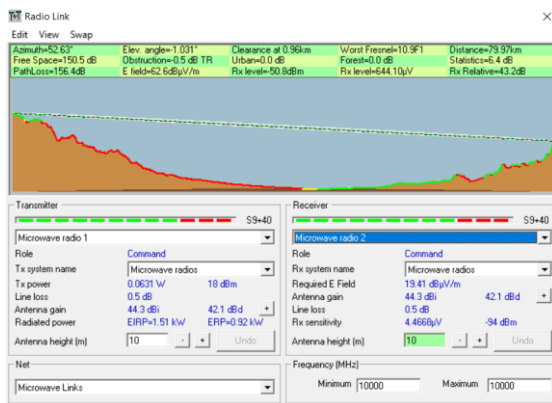 Radio Link
Edit View Swap
Azimuth=52.63° Elev. angle=-1.031° Clearance at 0.96km Worst Fresnel=10.9F1 Distance=79.97km
Free Space=150.5 dB Obstruction=-0.5 dB TR Urban=0.0 dB Forest=0.0 dB Statistics=6.4 dB
PathLoss=156.4dB E field=62.6dBµV/m Rx level=-50.8dBm Rx level=644.10µV Rx Relative=43.2dB
Transmitter
S9+40
Microwave radio 1
Role Command
Tx system name Microwave radios
Tx power 0.0631 W 18 dBm
Line loss 0.5 dB
Antenna gain 44.3 dBi 42.1 dBd +
Radiated power EIRP=1.51 kW ERP=0.92 kW
Antenna height (m) 10 - + Undo
Net
Microwave Links
Receiver
S9+40
Microwave radio 2
Role Command
Rx system name Microwave radios
Required E Field 19.41 dBµV/m
Antenna gain 44.3 dBi 42.1 dBd +
Line loss 0.5 dB
Rx sensitivity 4.4668µV -94 dBm
Antenna height (m) 10 - + Undo
Frequency (MHz)
Minimum 10000 Maximum 10000